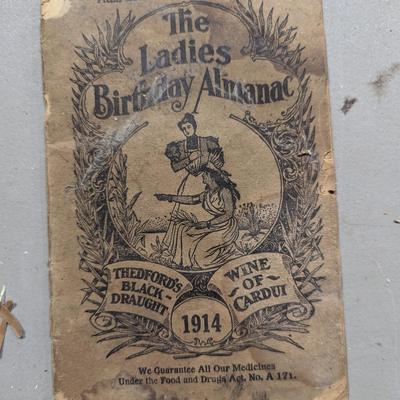 The
Ladies
Birthday Almanac
THEDFORD'S
BLACK-
DRAUGHT
WINE
OF
CARDUI
1914
We Guarantee All Our Medicines
Under the Food and Drugs Act, No. A 171.